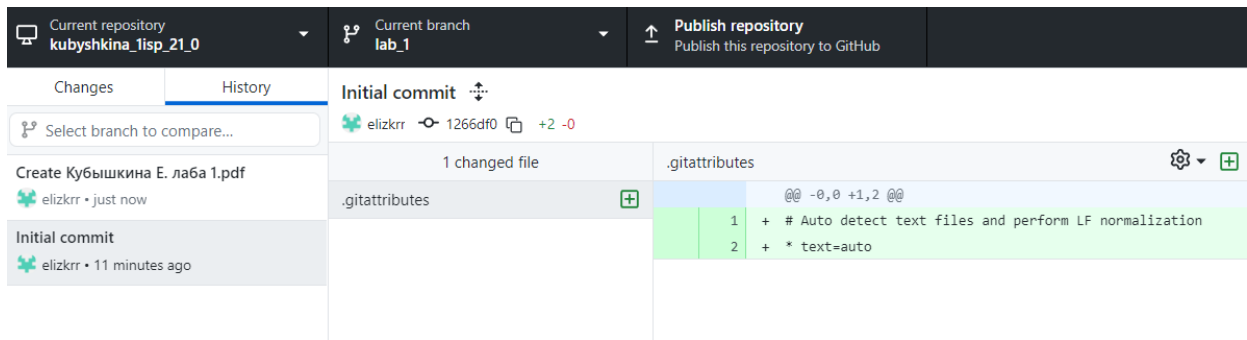 Current repository
kubyshkina_1isp_21_0
Current branch
lab_1
Publish repository
Publish this repository to GitHub
Changes
History
Select branch to compare...
Create Кубышкина Е. лаба 1.pdf
elizkrr • just now
Initial commit
elizkrr • 11 minutes ago
Initial commit
elizkrr 1266df0 +2 -0
1 changed file
.gitattributes
.gitattributes
@@ -0,0 +1,2 @@
1 + # Auto detect text files and perform LF normalization
2 + * text=auto